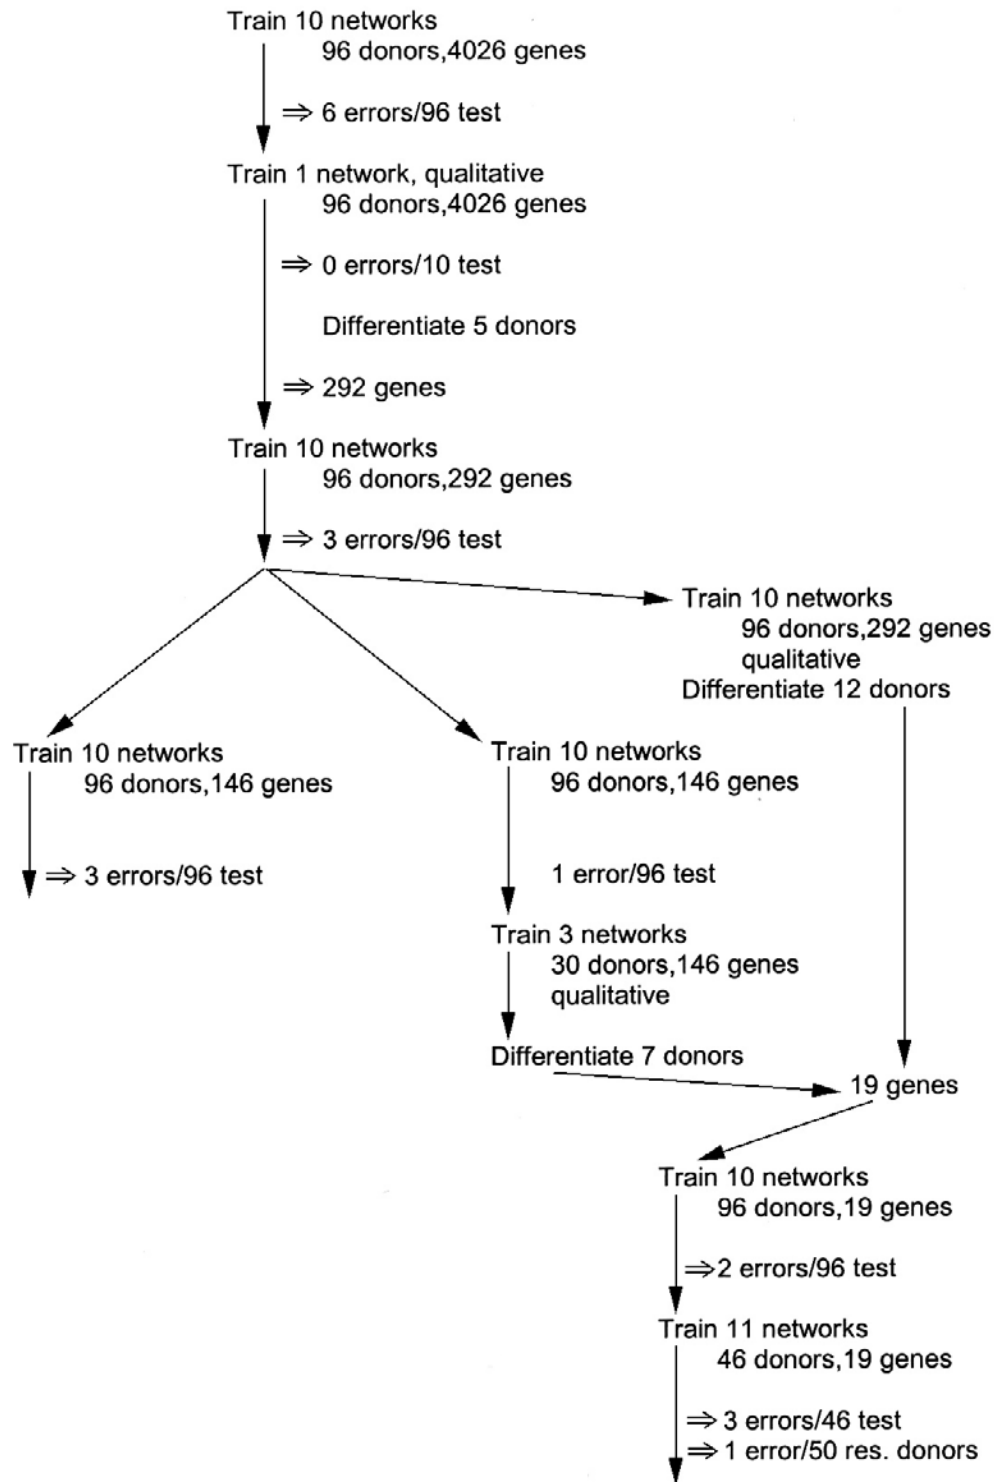 Train 10 networks
96 donors,4026 genes
⇒ 6 errors/96 test
Train 1 network, qualitative
96 donors,4026 genes
⇒ 0 errors/10 test
Differentiate 5 donors
⇒ 292 genes
Train 10 networks
96 donors,292 genes
⇒ 3 errors/96 test
Train 10 networks
96 donors,292 genes
qualitative
Differentiate 12 donors
Train 10 networks
96 donors,146 genes
⇒ 3 errors/96 test
Train 10 networks
96 donors,146 genes
1 error/96 test
Train 3 networks
30 donors,146 genes
qualitative
Differentiate 7 donors
19 genes
Train 10 networks
96 donors,19 genes
⇒2 errors/96 test
Train 11 networks
46 donors,19 genes
⇒ 3 errors/46 test
⇒ 1 error/50 res. donors